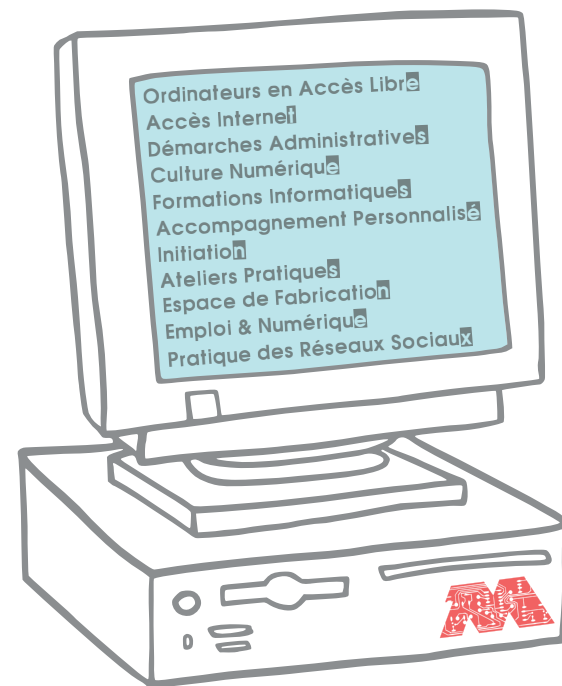 Ordinateurs en Accès Libre
Accès Internet
Démarches Administratives
Culture Numérique
Formations Informatiques
Accompagnement Personnalisé
Initiation
Ateliers Pratiques
Espace de Fabrication
Emploi & Numérique
Pratique des Réseaux Sociaux